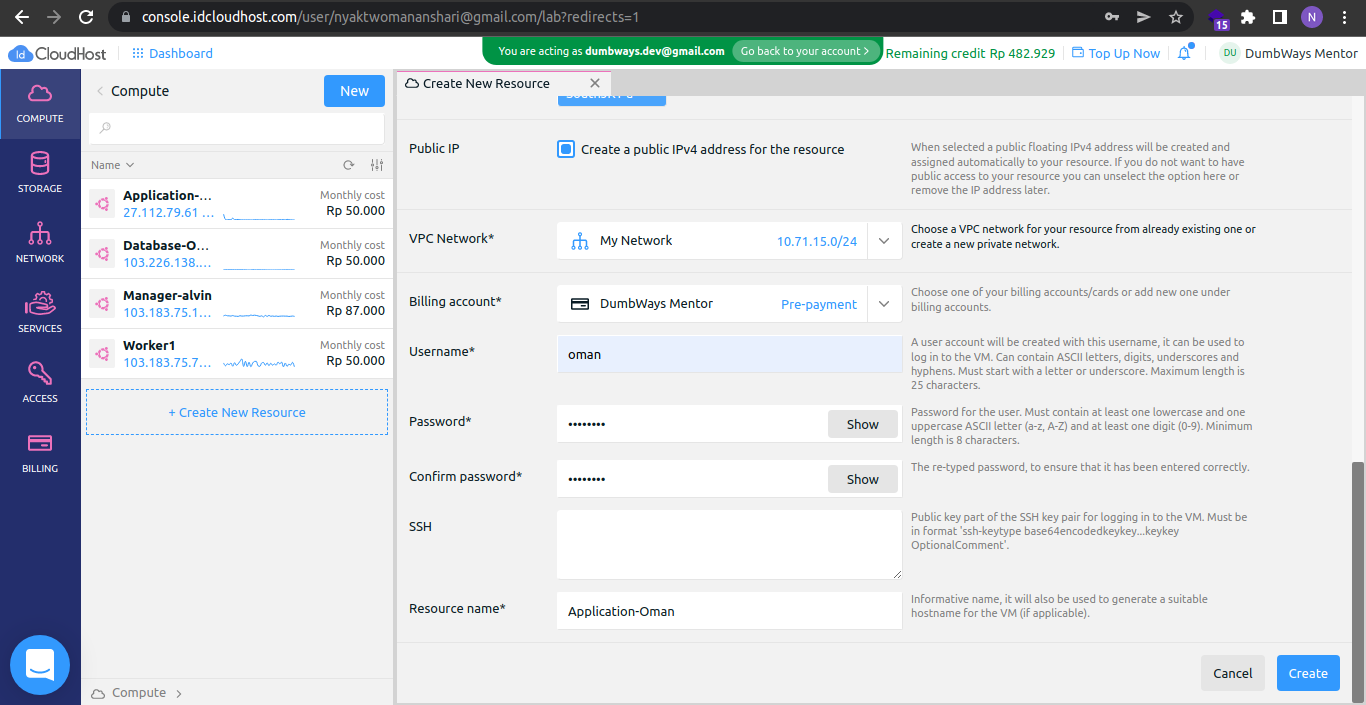 console.idcloudhost.com/user/nyaktwomananshari@gmail.com/lab?redirects=1
15
N
Id CloudHost
Dashboard
You are acting as dumbways.dev@gmail.com
Go back to your account >
Remaining credit Rp 482.929
Top Up Now
DU
DumbWays Mentor
COMPUTE
STORAGE
NETWORK
SERVICES
ACCESS
BILLING
Compute
New
Name
Application-...
Monthly cost
27.112.79.61 ...
Rp 50.000
Database-O...
Monthly cost
103.226.138....
Rp 50.000
Manager-alvin
Monthly cost
103.183.75.1...
Rp 87.000
Worker1
Monthly cost
103.183.75.7...
Rp 50.000
+ Create New Resource
Compute
Create New Resource
Public IP
Create a public IPv4 address for the resource
When selected a public floating IPv4 address will be created and
assigned automatically to your resource. If you do not want to have
public access to your resource you can unselect the option here or
remove the IP address later.
VPC Network*
My Network
10.71.15.0/24
Choose a VPC network for your resource from already existing one or
create a new private network.
Billing account*
DumbWays Mentor
Pre-payment
Choose one of your billing accounts/cards or add new one under
billing accounts.
Username*
oman
A user account will be created with this username, it can be used to
log in to the VM. Can contain ASCII letters, digits, underscores and
hyphens. Must start with a letter or underscore. Maximum length is
25 characters.
Password*
••••••••
Show
Password for the user. Must contain at least one lowercase and one
uppercase ASCII letter (a-z, A-Z) and at least one digit (0-9). Minimum
length is 8 characters.
Confirm password*
••••••••
Show
The re-typed password, to ensure that it has been entered correctly.
SSH
Public key part of the SSH key pair for logging in to the VM. Must be
in format 'ssh-keytype base64encodedkeykey...keykey
OptionalComment'.
Resource name*
Application-Oman
Informative name, it will also be used to generate a suitable
hostname for the VM (if applicable).
Cancel
Create